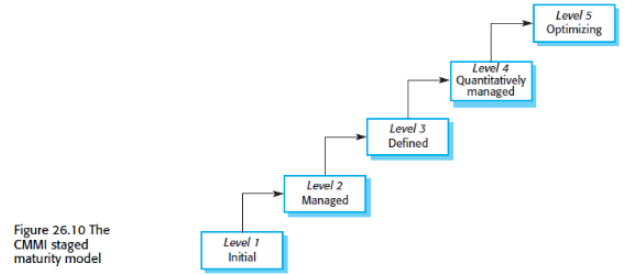 Level 5
Optimizing
Level 4
Quantitatively
managed
Level 3
Defined
Level 2
Managed
Level 1
Initial
Figure 26.10 The
CMMI staged
maturity model